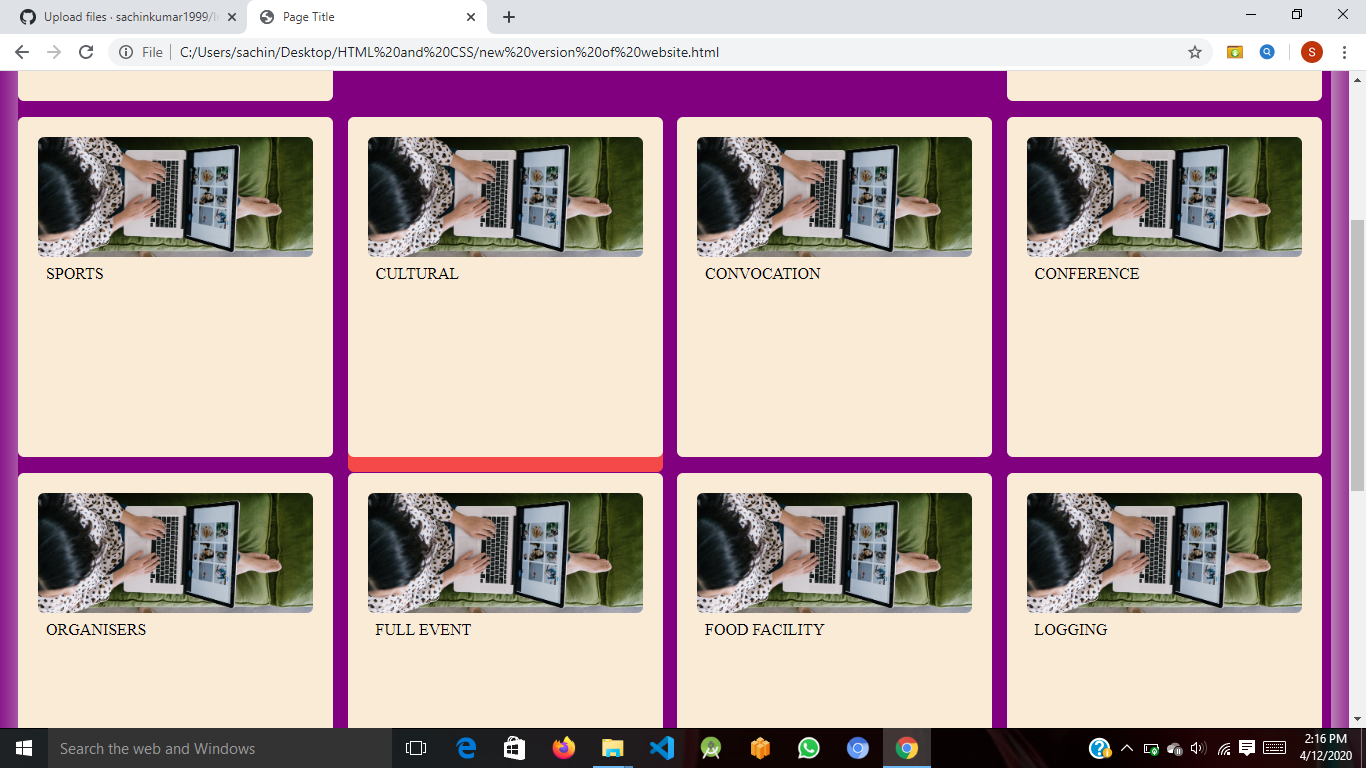 Upload files · sachinkumar1999/
Page Title
File
C:/Users/sachin/Desktop/HTML%20and%20CSS/new%20version%20of%20website.html
S
SPORTS
CULTURAL
CONVOCATION
CONFERENCE
ORGANISERS
FULL EVENT
FOOD FACILITY
LOGGING
Search the web and Windows
2:16 PM
4/12/2020